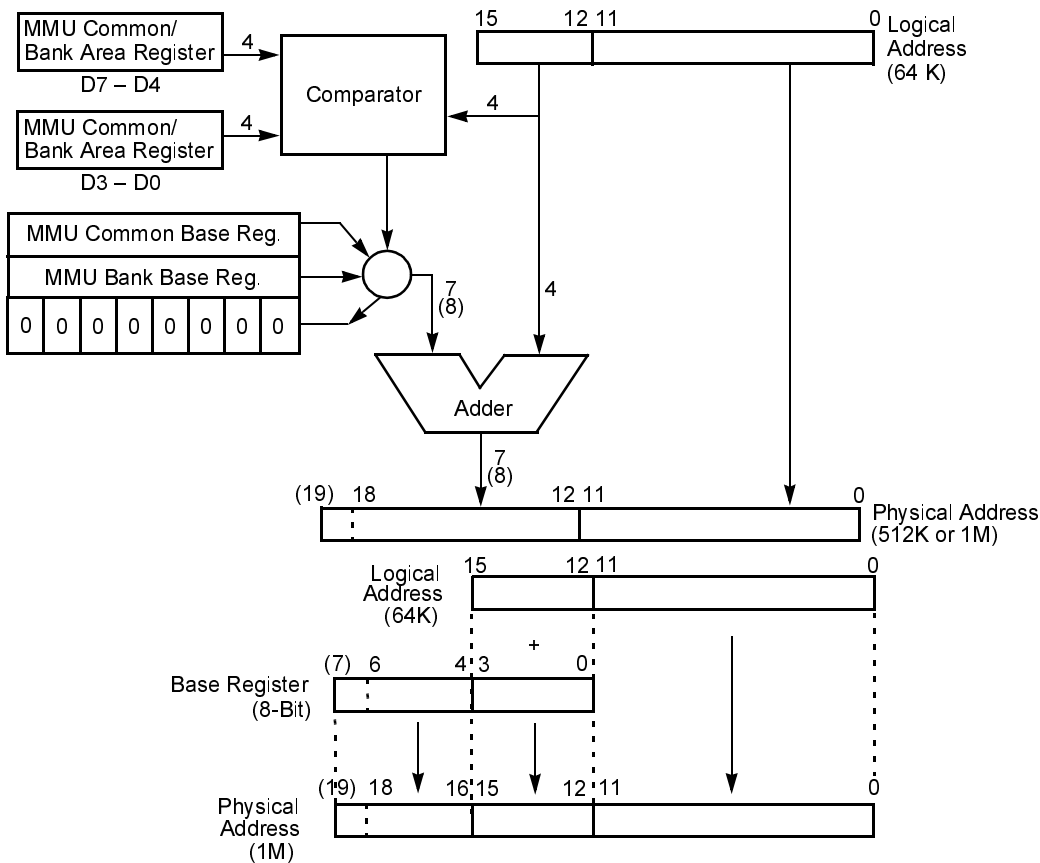 MMU Common/
Bank Area Register
D7 – D4
4
MMU Common/
Bank Area Register
D3 – D0
4
Comparator
15 12 11 0
Logical
Address
(64 K)
4
MMU Common Base Reg.
MMU Bank Base Reg.
0 0 0 0 0 0 0 0
7
(8)
4
Adder
7
(8)
(19) 18 12 11 0
Physical Address
(512K or 1M)
15 12 11 0
Logical
Address
(64K)
+
(7) 6 4 3 0
Base Register
(8-Bit)
(19) 18 16 15 12 11 0
Physical
Address
(1M)